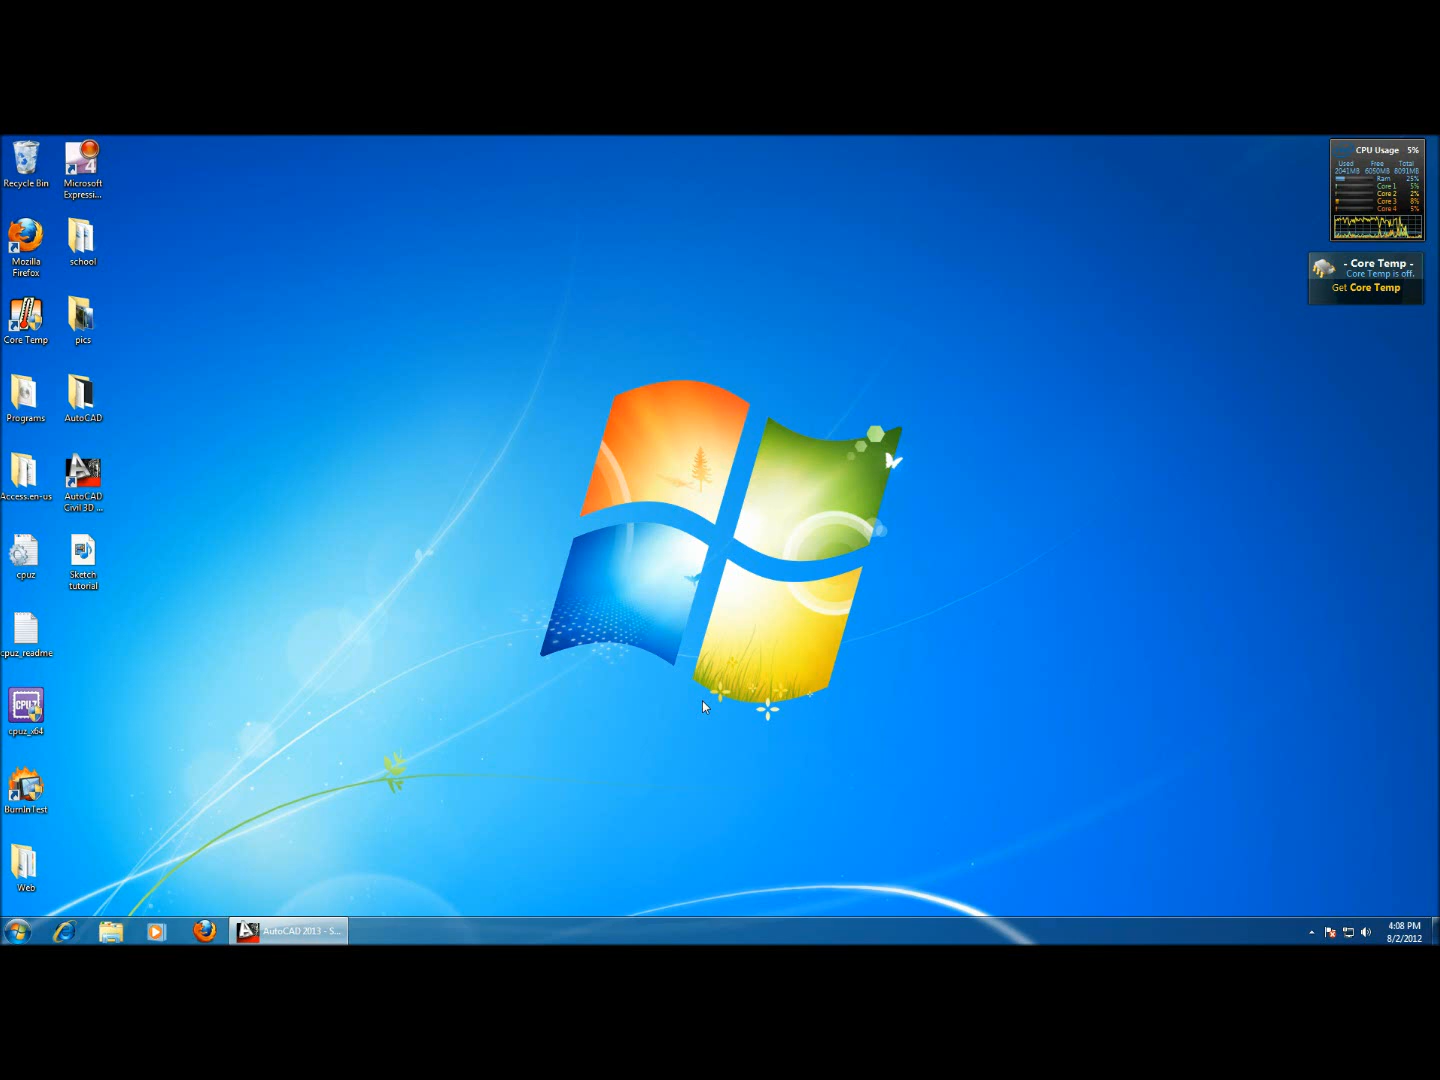 Recycle Bin
Microsoft
Expressi...
Mozilla
Firefox
school
Core Temp
pics
Programs
AutoCAD
Access.en-us
AutoCAD
Civil 3D ...
cpuz
Sketch
tutorial
cpuz_readme
CPU-Z
cpuz_x64
BurnInTest
Web
CPU Usage 5%
Used Free Total
2041MB 6050MB 8091MB
Ram 25%
Core 1 5%
Core 2 2%
Core 3 8%
Core 4 5%
- Core Temp -
Core Temp is off.
Get Core Temp
AutoCAD 2013 - S...
4:08 PM
8/2/2012